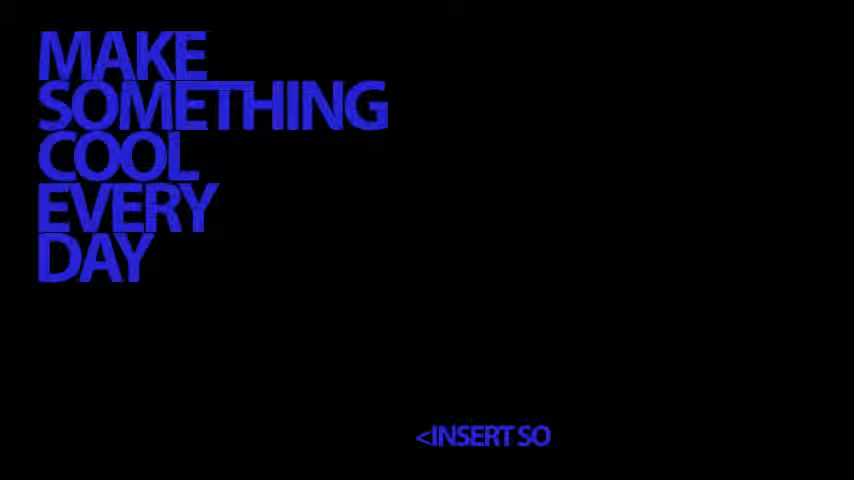 MAKE
SOMETHING
COOL
EVERY
DAY
<INSERT SO